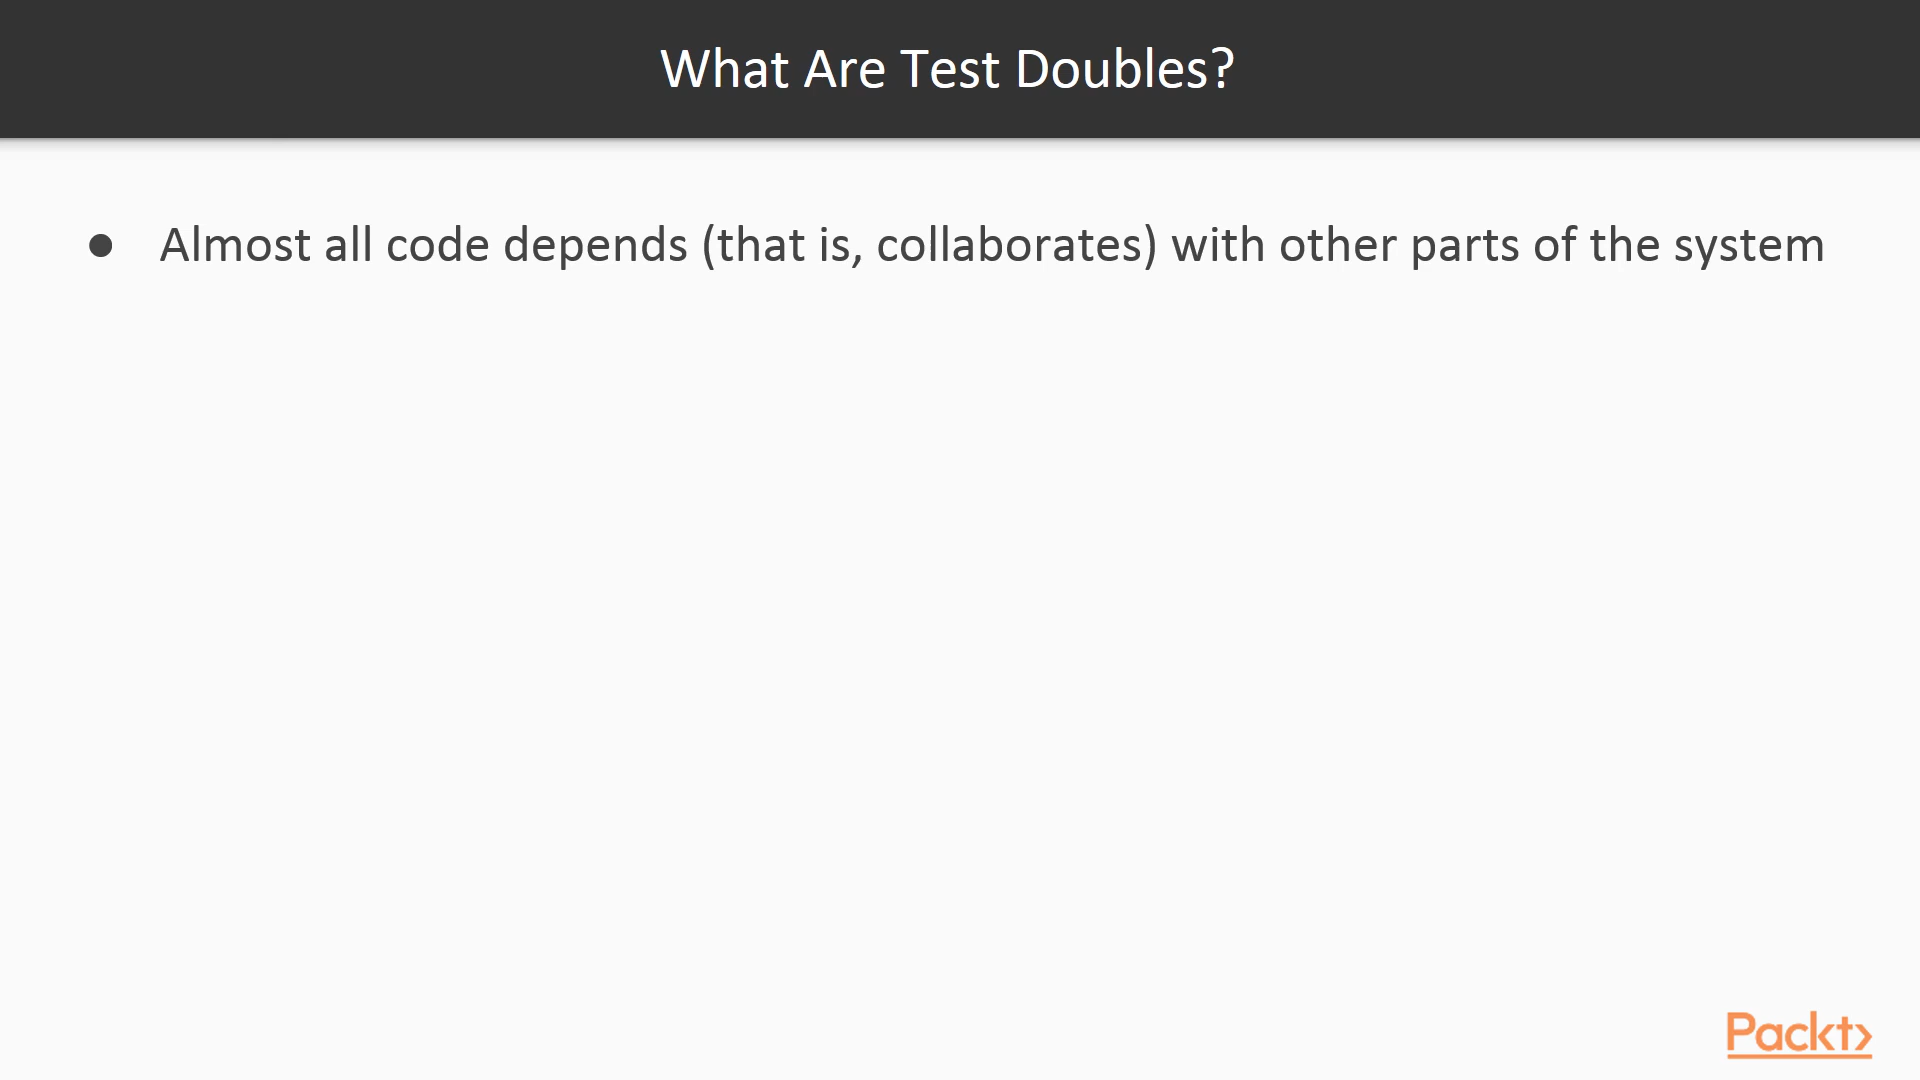 What Are Test Doubles?
● Almost all code depends (that is, collaborates) with other parts of the system
Packt>